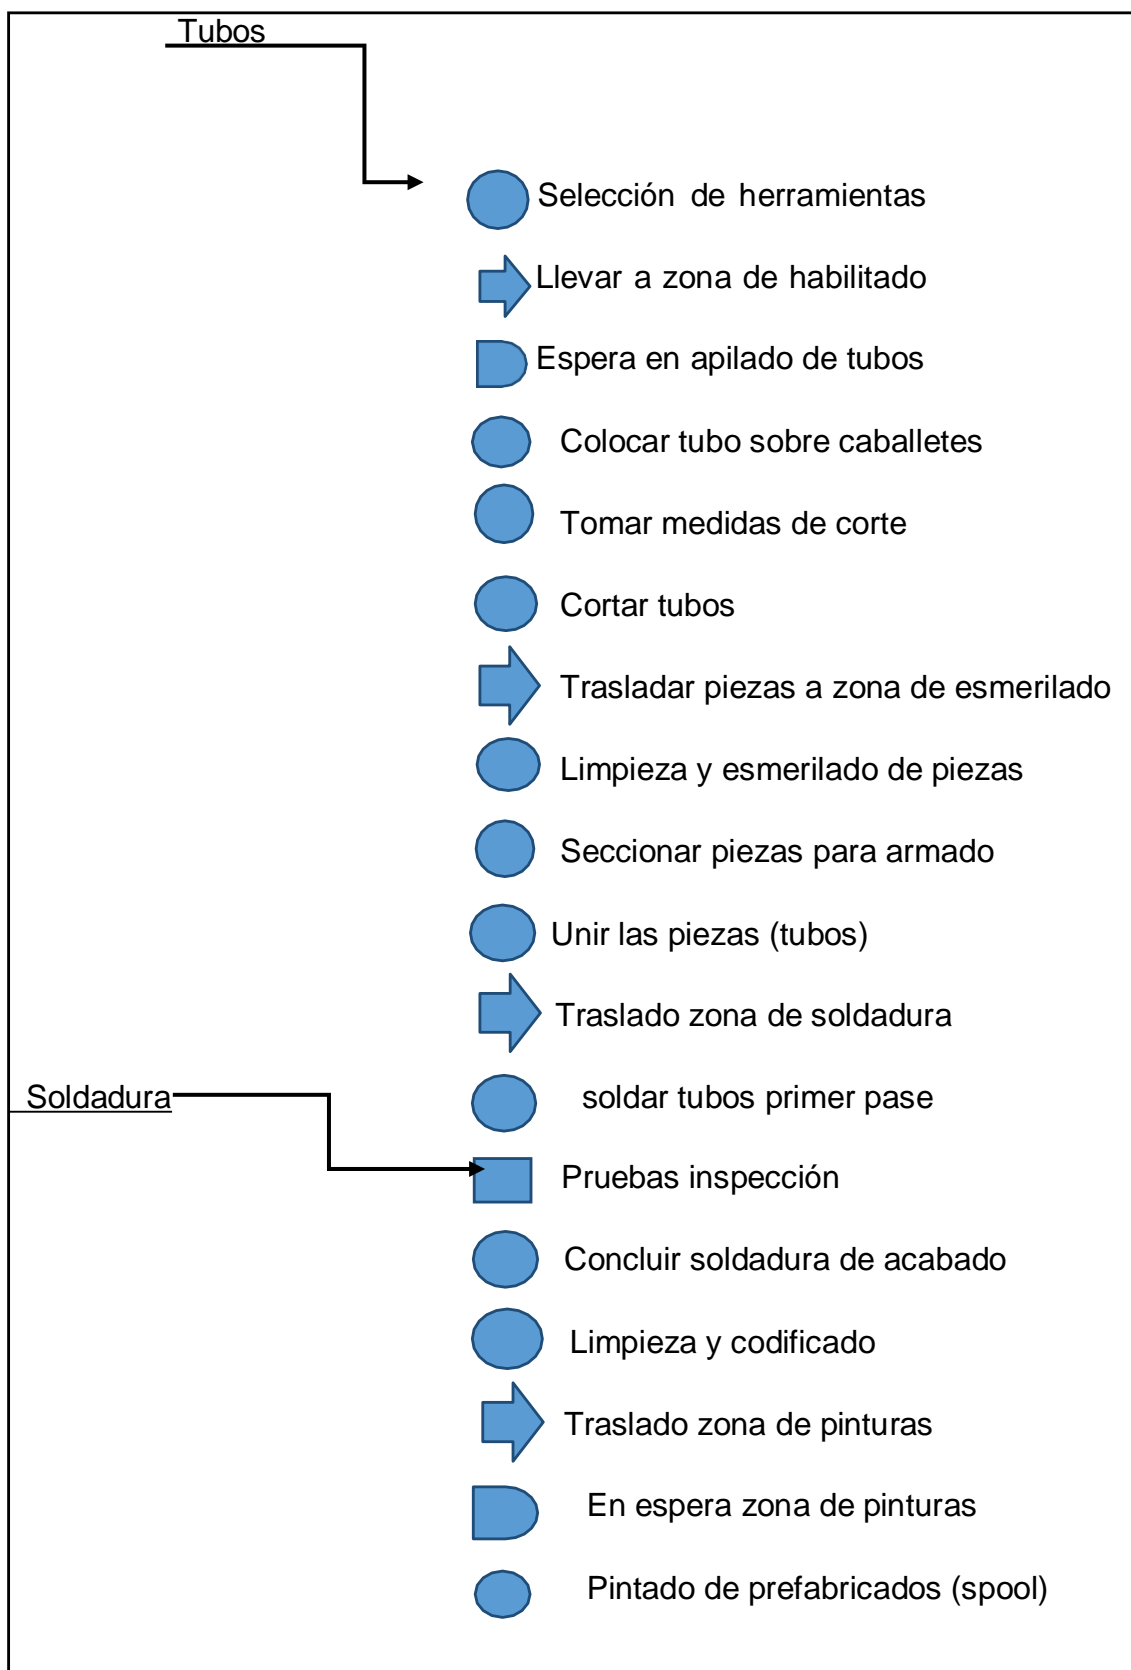 Tubos
Selección de herramientas
Llevar a zona de habilitado
Espera en apilado de tubos
Colocar tubo sobre caballetes
Tomar medidas de corte
Cortar tubos
Trasladar piezas a zona de esmerilado
Limpieza y esmerilado de piezas
Seccionar piezas para armado
Unir las piezas (tubos)
Traslado zona de soldadura
Soldadura
soldar tubos primer pase
Pruebas inspección
Concluir soldadura de acabado
Limpieza y codificado
Traslado zona de pinturas
En espera zona de pinturas
Pintado de prefabricados (spool)